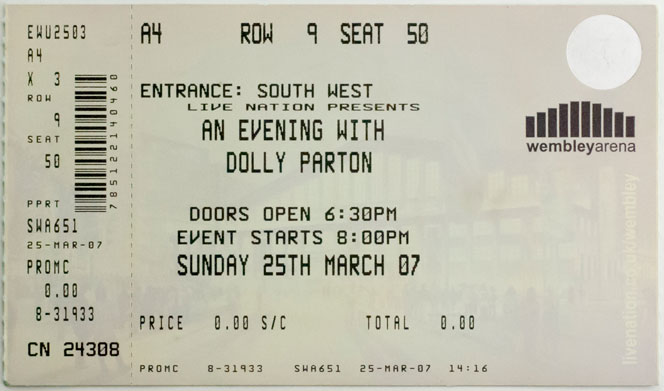 EWU2503
A4
X 3
ROW
9
SEAT
50
PPRT
SWA651
25-MAR-07
PROMC
0.00
8-31933
CN 24308
785122140460
A4 ROW 9 SEAT 50
ENTRANCE: SOUTH WEST
LIVE NATION PRESENTS
AN EVENING WITH
DOLLY PARTON
DOORS OPEN 6:30PM
EVENT STARTS 8:00PM
SUNDAY 25TH MARCH 07
PRICE 0.00 S/C TOTAL 0.00
PROMC 8-31933 SWA651 25-MAR-07 14:16
wembleyarena
livenation.co.uk/wembley